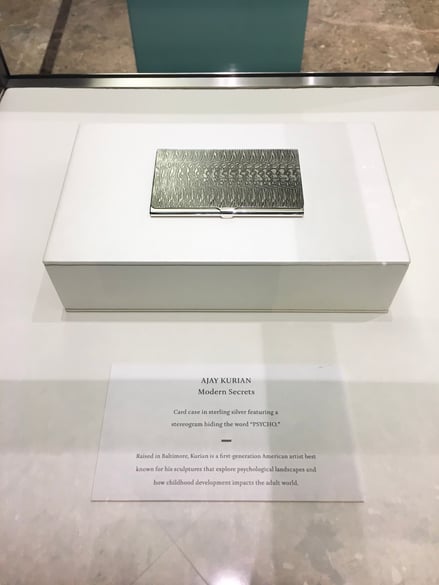 AJAY KURIAN
Modern Secrets
Card case in sterling silver featuring a
stereogram hiding the word “PSYCHO.”
Raised in Baltimore, Kurian is a first-generation American artist best
known for his sculptures that explore psychological landscapes and
how childhood development impacts the adult world.